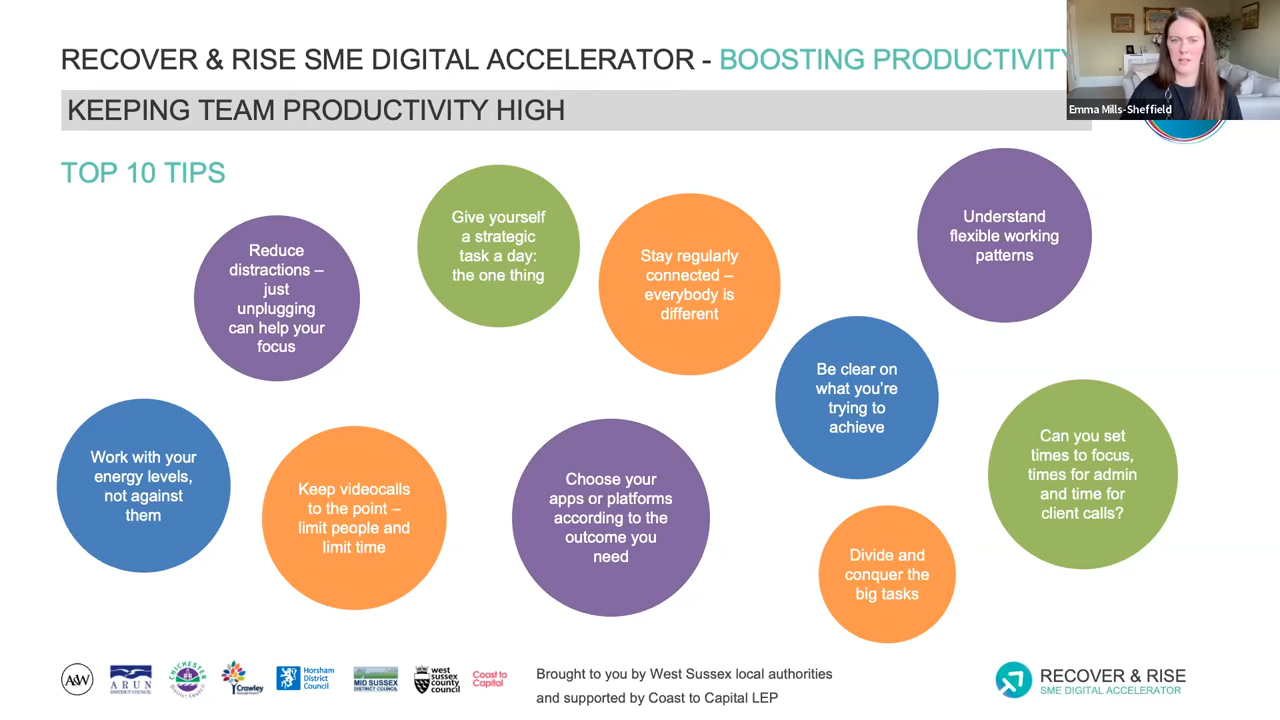 RECOVER & RISE SME DIGITAL ACCELERATOR - BOOSTING PRODUCTIVITY
Emma Mills-Sheffield
KEEPING TEAM PRODUCTIVITY HIGH
TOP 10 TIPS
Reduce
distractions –
just
unplugging
can help your
focus
Give yourself
a strategic
task a day:
the one thing
Stay regularly
connected –
everybody is
different
Understand
flexible working
patterns
Be clear on
what you're
trying to
achieve
Work with your
energy levels,
not against
them
Keep videocalls
to the point –
limit people and
limit time
Choose your
apps or platforms
according to the
outcome you
need
Can you set
times to focus,
times for admin
and time for
client calls?
Divide and
conquer the
big tasks
A&W
ARUN
DISTRICT COUNCIL
CHICHESTER
DISTRICT COUNCIL
Crawley
Horsham
District
Council
MID SUSSEX
DISTRICT COUNCIL
west
sussex
county
council
Coast to
Capital
Brought to you by West Sussex local authorities
and supported by Coast to Capital LEP
RECOVER & RISE
SME DIGITAL ACCELERATOR